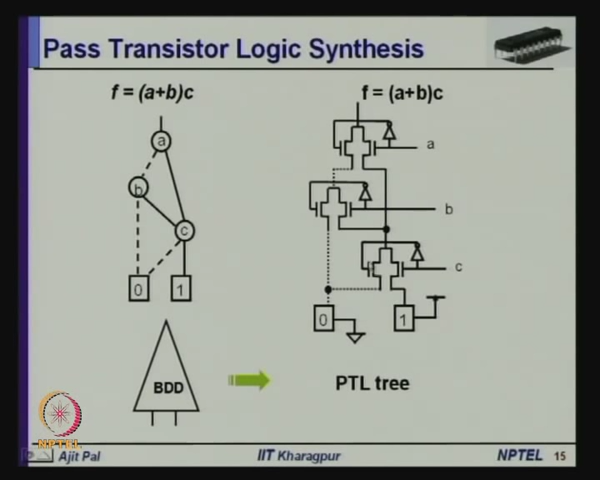 Pass Transistor Logic Synthesis
f = (a+b)c
f = (a+b)c
a
b
c
0 1
a
b
c
0 1
BDD
PTL tree
NPTEL
Ajit Pal
IIT Kharagpur
NPTEL 15